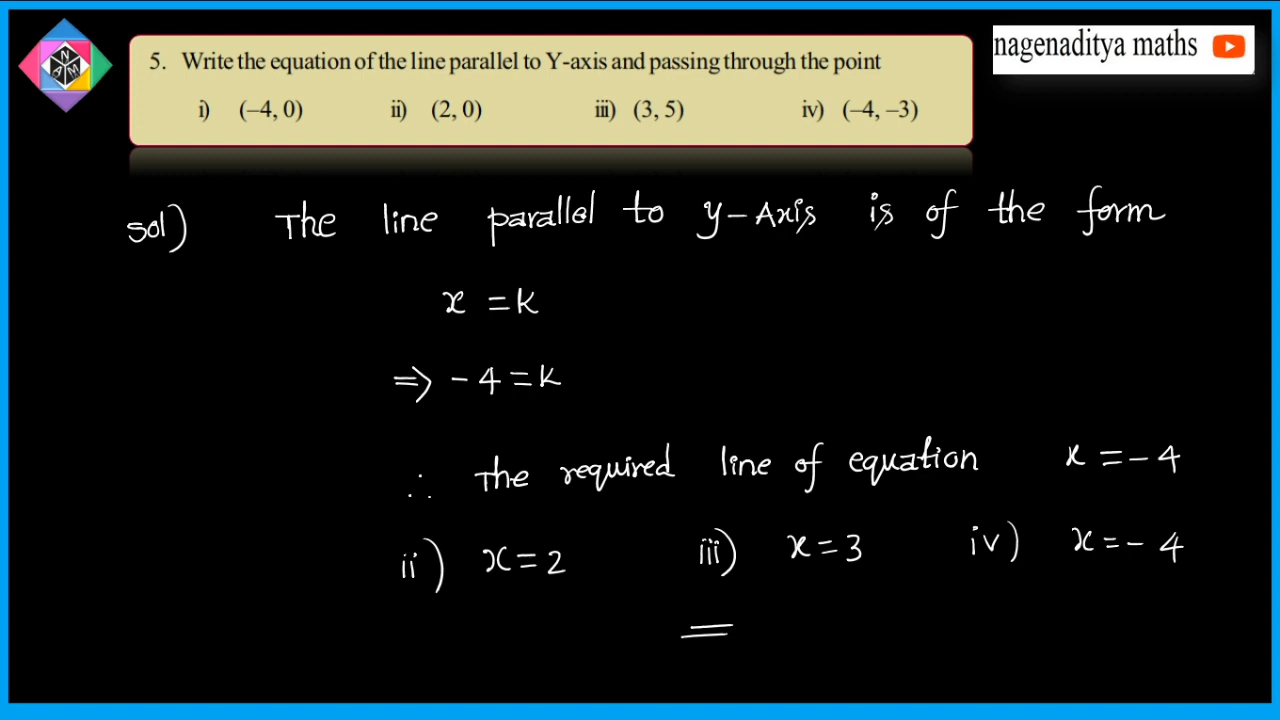 NAM
nagenaditya maths
5. Write the equation of the line parallel to Y-axis and passing through the point
i) (–4, 0) ii) (2, 0) iii) (3, 5) iv) (–4, –3)
sol) The line parallel to y-Axis is of the form
x = k
⇒ -4 = k
∴ the required line of equation x = -4
ii) x = 2 iii) x = 3 iv) x = -4